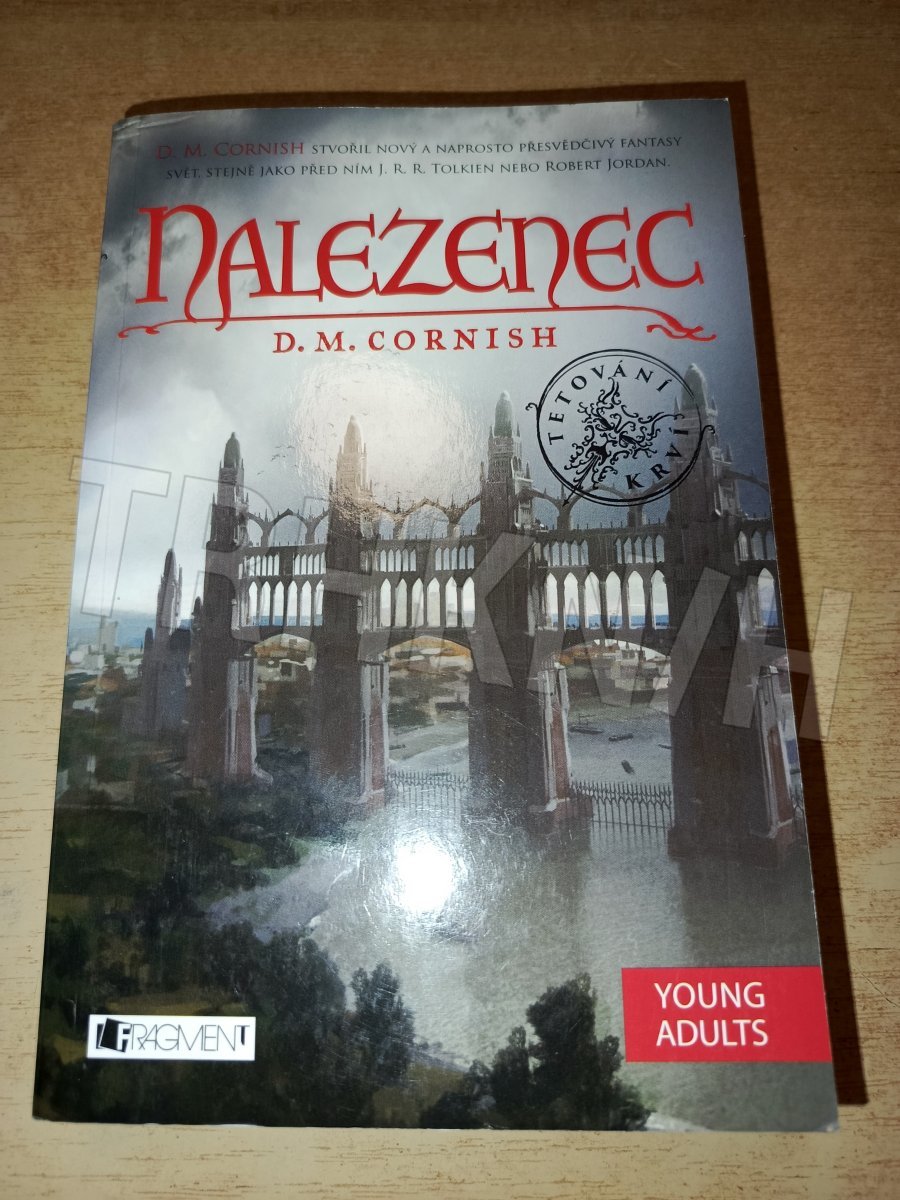 D. M. CORNISH STVOŘIL NOVÝ A NAPROSTO PŘESVĚDČIVÝ FANTASY
SVĚT, STEJNĚ JAKO PŘED NÍM J. R. R. TOLKIEN NEBO ROBERT JORDAN.
NALEZENEC
D. M. CORNISH
TETOVÁNÍ
KRVÍ
YOUNG
ADULTS
FRAGMENT